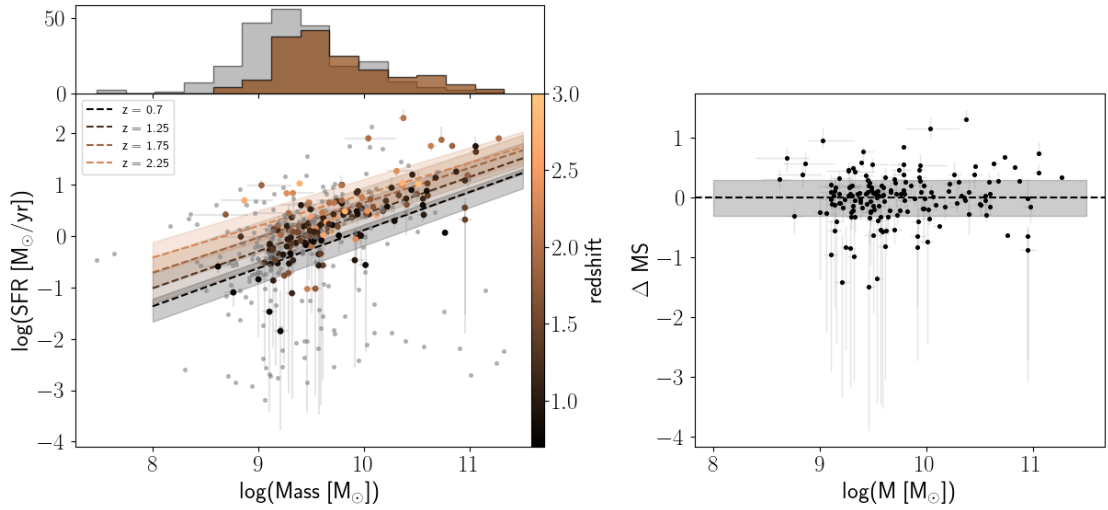 50
0
z = 0.7
z = 1.25
z = 1.75
z = 2.25
2
1
0
−1
−2
−3
−4
log(SFR [M⊙/yr])
8 9 10 11
log(Mass [M⊙])
3.0
2.5
2.0
1.5
1.0
redshift
1
0
−1
−2
−3
−4
Δ MS
8 9 10 11
log(M [M⊙])